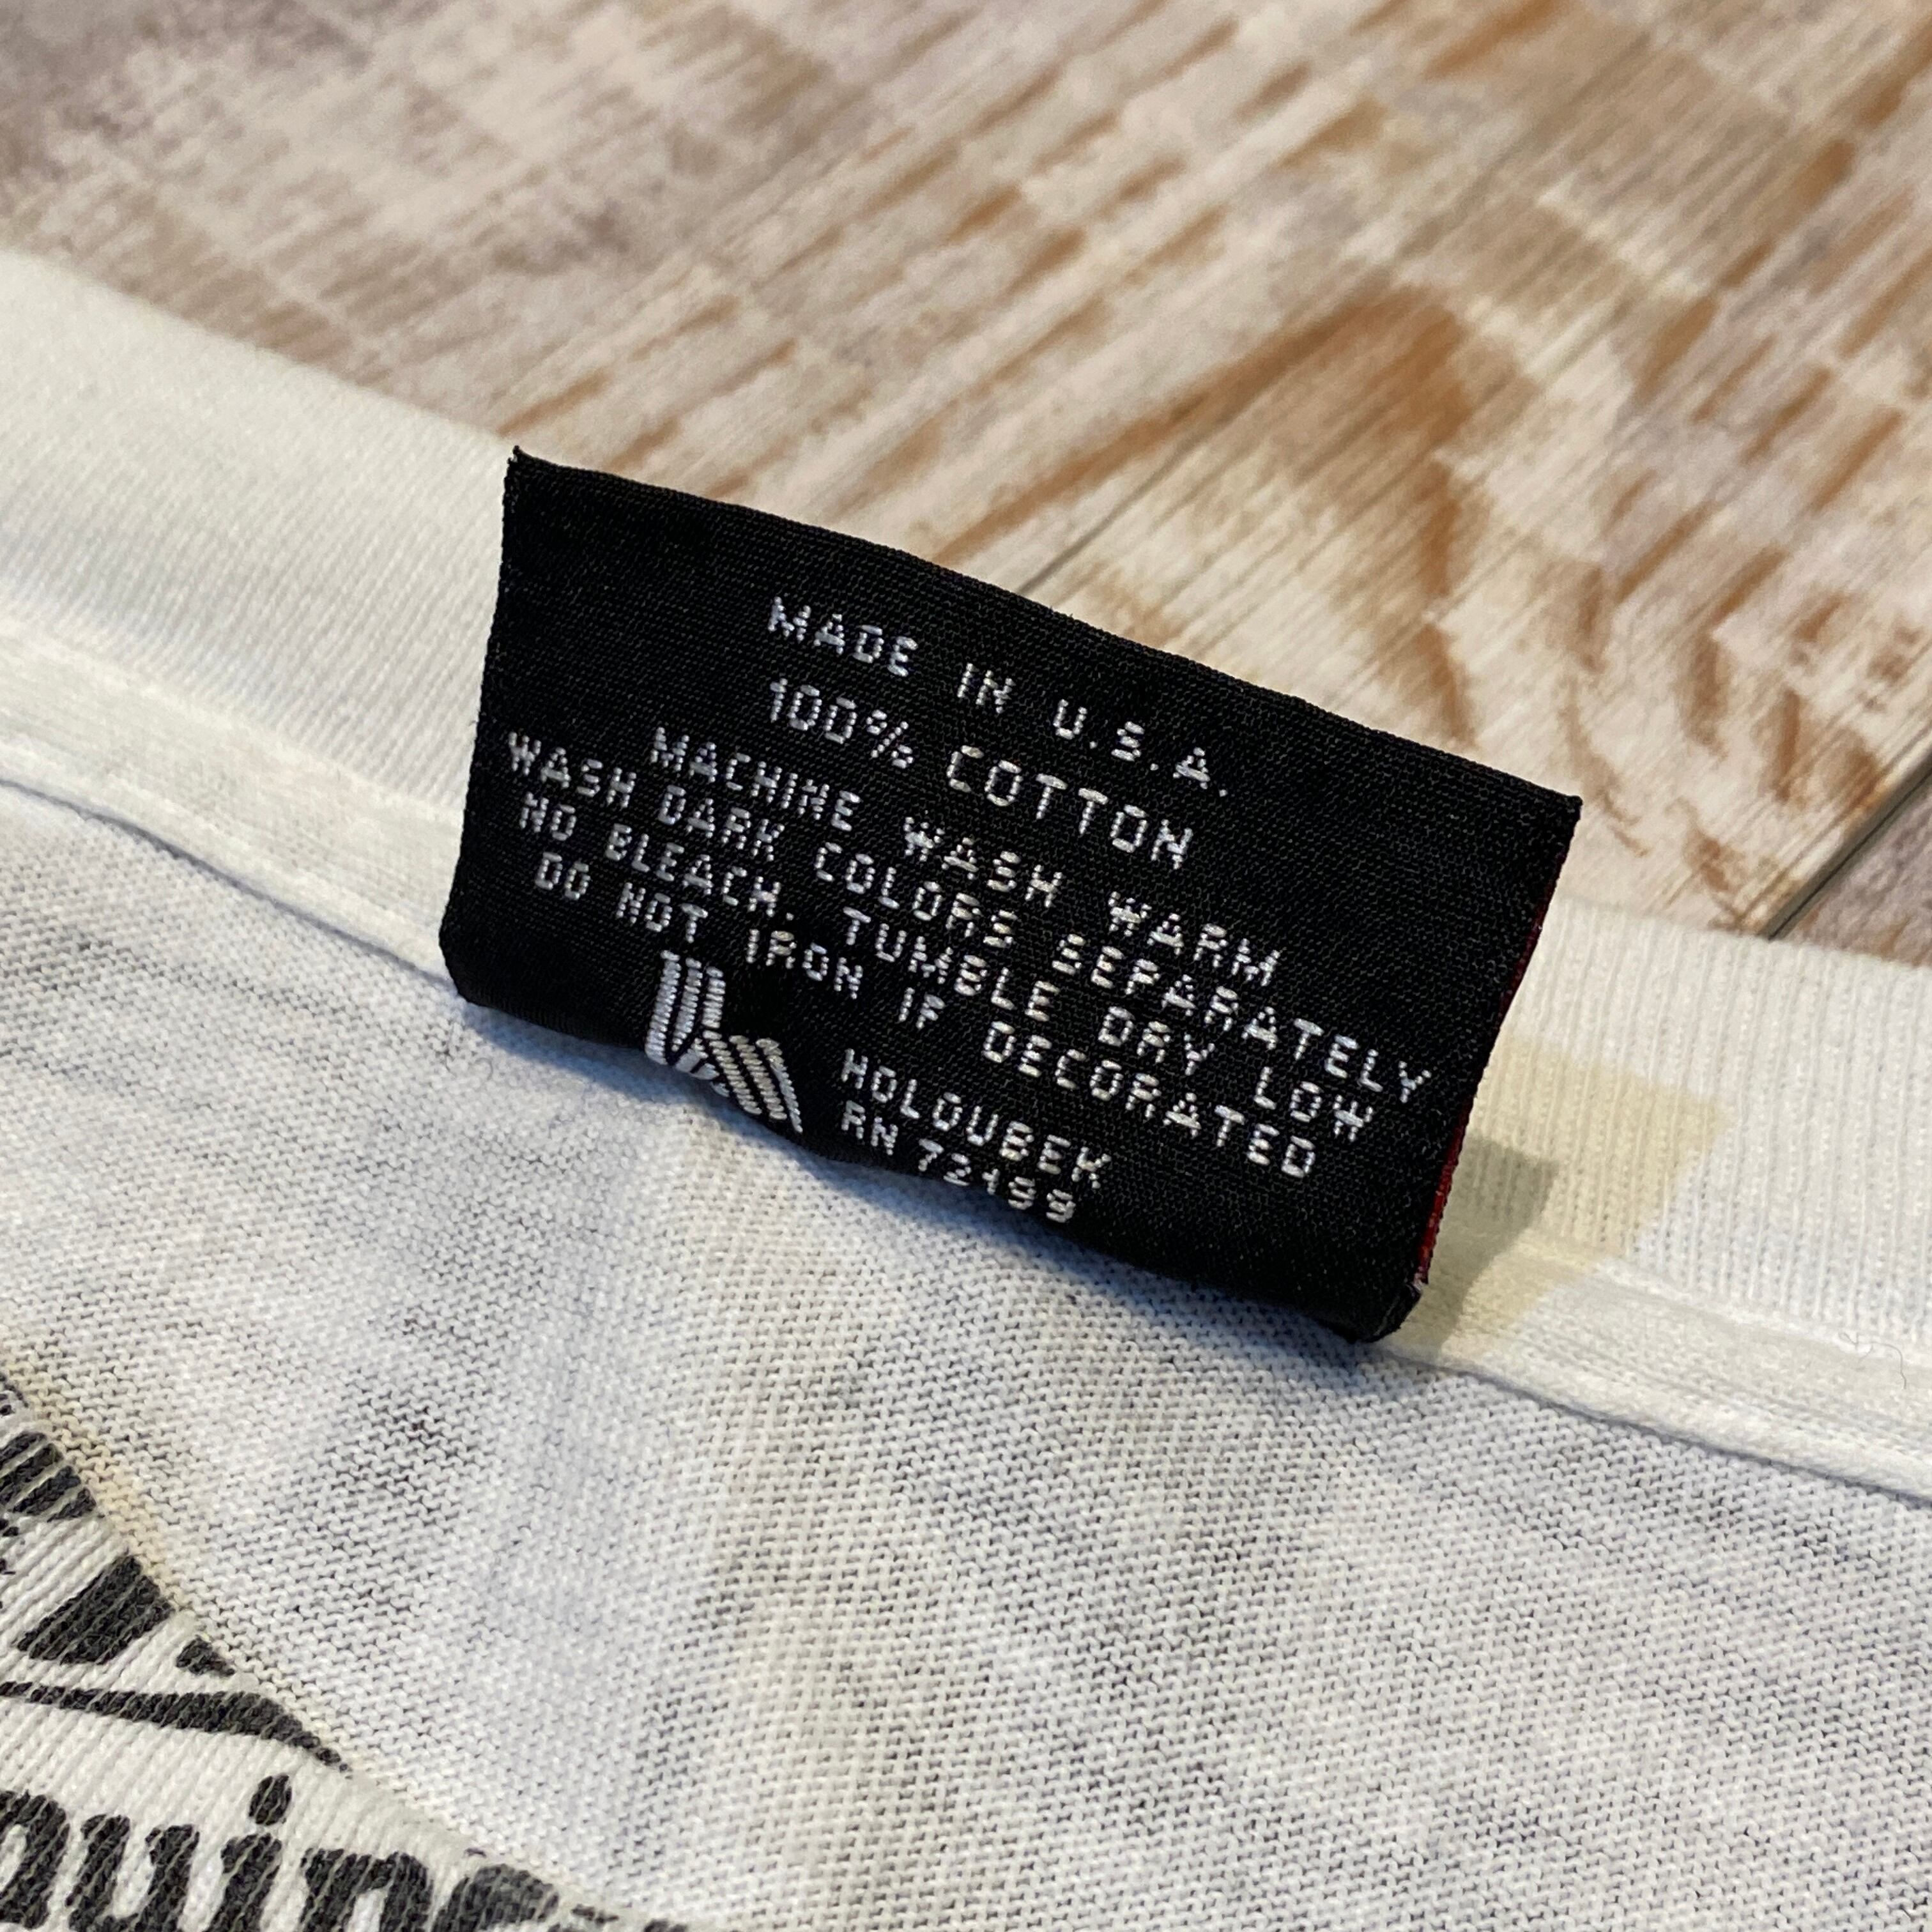 MADE IN U.S.A.
100% COTTON
MACHINE WASH WARM
WASH DARK COLORS SEPARATELY
NO BLEACH. TUMBLE DRY LOW
DO NOT IRON IF DECORATED
HOLOUBEK
RN 72199